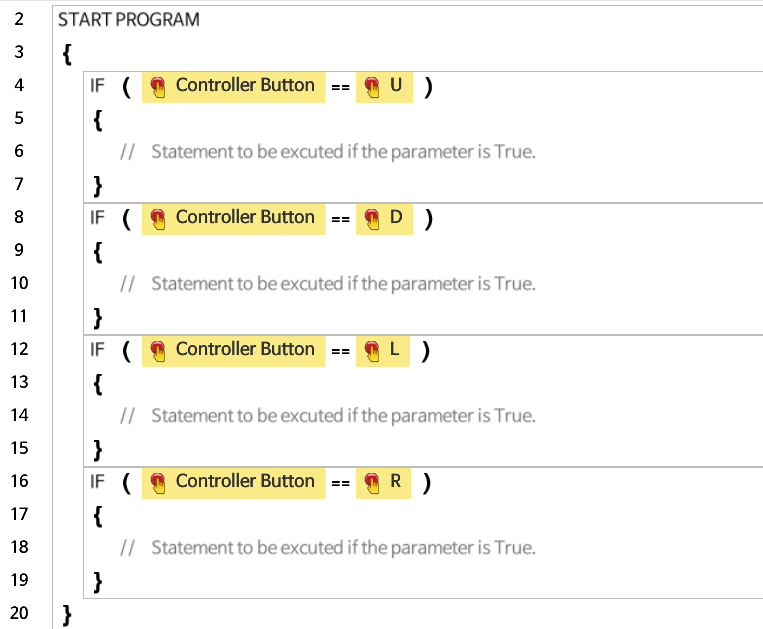 2 START PROGRAM
3 {
4 IF ( Controller Button == U )
5 {
6 // Statement to be excuted if the parameter is True.
7 }
8 IF ( Controller Button == D )
9 {
10 // Statement to be excuted if the parameter is True.
11 }
12 IF ( Controller Button == L )
13 {
14 // Statement to be excuted if the parameter is True.
15 }
16 IF ( Controller Button == R )
17 {
18 // Statement to be excuted if the parameter is True.
19 }
20 }